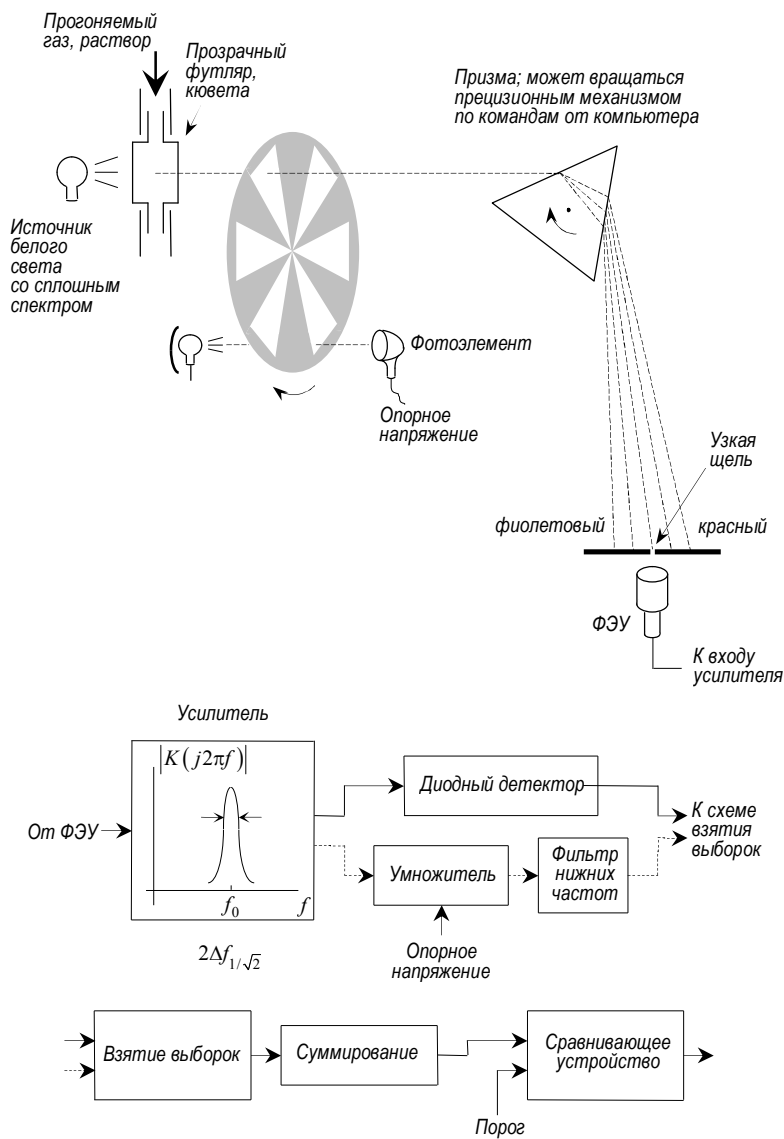 Прогоняемый
газ, раствор
Прозрачный
футляр,
кювета
Призма; может вращаться
прецизионным механизмом
по командам от компьютера
Источник
белого
света
со сплошным
спектром
Фотоэлемент
Опорное
напряжение
Узкая
щель
фиолетовый
красный
ФЭУ
К входу
усилителя
Усилитель
|K(j2πf)|
f₀
f
2Δf_{1/√2}
От ФЭУ
Диодный детектор
Умножитель
Фильтр
нижних
частот
К схеме
взятия
выборок
Опорное
напряжение
Взятие выборок
Суммирование
Сравнивающее
устройство
Порог